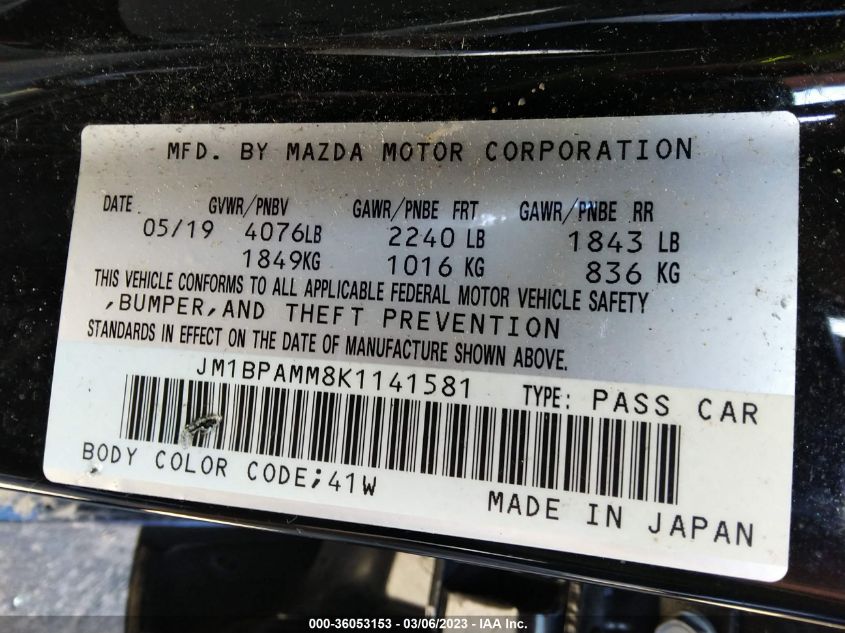 MFD. BY MAZDA MOTOR CORPORATION
DATE GVWR/PNBV GAWR/PNBE FRT GAWR/PNBE RR
05/19 4076LB 2240 LB 1843 LB
1849KG 1016 KG 836 KG
THIS VEHICLE CONFORMS TO ALL APPLICABLE FEDERAL MOTOR VEHICLE SAFETY
,BUMPER,AND THEFT PREVENTION
STANDARDS IN EFFECT ON THE DATE OF MANUFACTURE SHOWN ABOVE.
JM1BPAMM8K1141581 TYPE: PASS CAR
BODY COLOR CODE;41W
MADE IN JAPAN
000-36053153 - 03/06/2023 - IAA Inc.